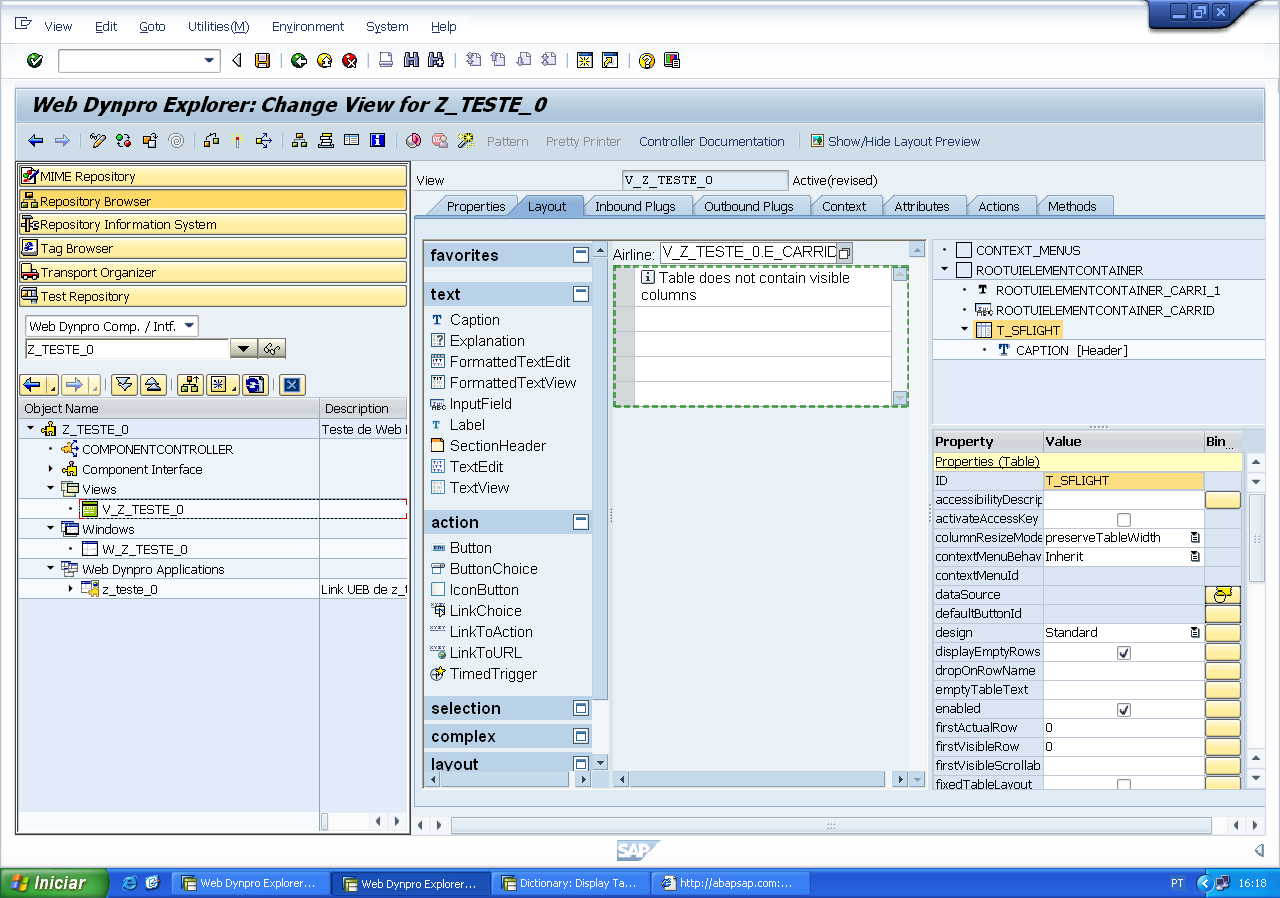 View Edit Goto Utilities(M) Environment System Help
Web Dynpro Explorer: Change View for Z_TESTE_0
Pattern Pretty Printer Controller Documentation Show/Hide Layout Preview
MIME Repository
Repository Browser
Repository Information System
Tag Browser
Transport Organizer
Test Repository
Web Dynpro Comp. / Intf.
Z_TESTE_0
Object Name Description
Z_TESTE_0 Teste de Web
COMPONENTCONTROLLER
Component Interface
Views
V_Z_TESTE_0
Windows
W_Z_TESTE_0
Web Dynpro Applications
z_teste_0 Link UEB de z_t
View V_Z_TESTE_0 Active(revised)
Properties Layout Inbound Plugs Outbound Plugs Context Attributes Actions Methods
favorites
text
Caption
Explanation
FormattedTextEdit
FormattedTextView
InputField
Label
SectionHeader
TextEdit
TextView
action
Button
ButtonChoice
IconButton
LinkChoice
LinkToAction
LinkToURL
TimedTrigger
selection
complex
layout
Airline: V_Z_TESTE_0.E_CARRID
Table does not contain visible
columns
CONTEXT_MENUS
ROOTUIELEMENTCONTAINER
ROOTUIELEMENTCONTAINER_CARRI_1
ROOTUIELEMENTCONTAINER_CARRID
T_SFLIGHT
CAPTION [Header]
Property Value Bin...
Properties (Table)
ID T_SFLIGHT
accessibilityDescrip
activateAccessKey
columnResizeMode preserveTableWidth
contextMenuBehav Inherit
contextMenuId
dataSource
defaultButtonId
design Standard
displayEmptyRows
dropOnRowName
emptyTableText
enabled
firstActualRow 0
firstVisibleRow 0
firstVisibleScrollab
fixedTableLayout
SAP
Iniciar Web Dynpro Explorer... Web Dynpro Explorer... Dictionary: Display Ta... http://abapsap.com:... PT 16:18